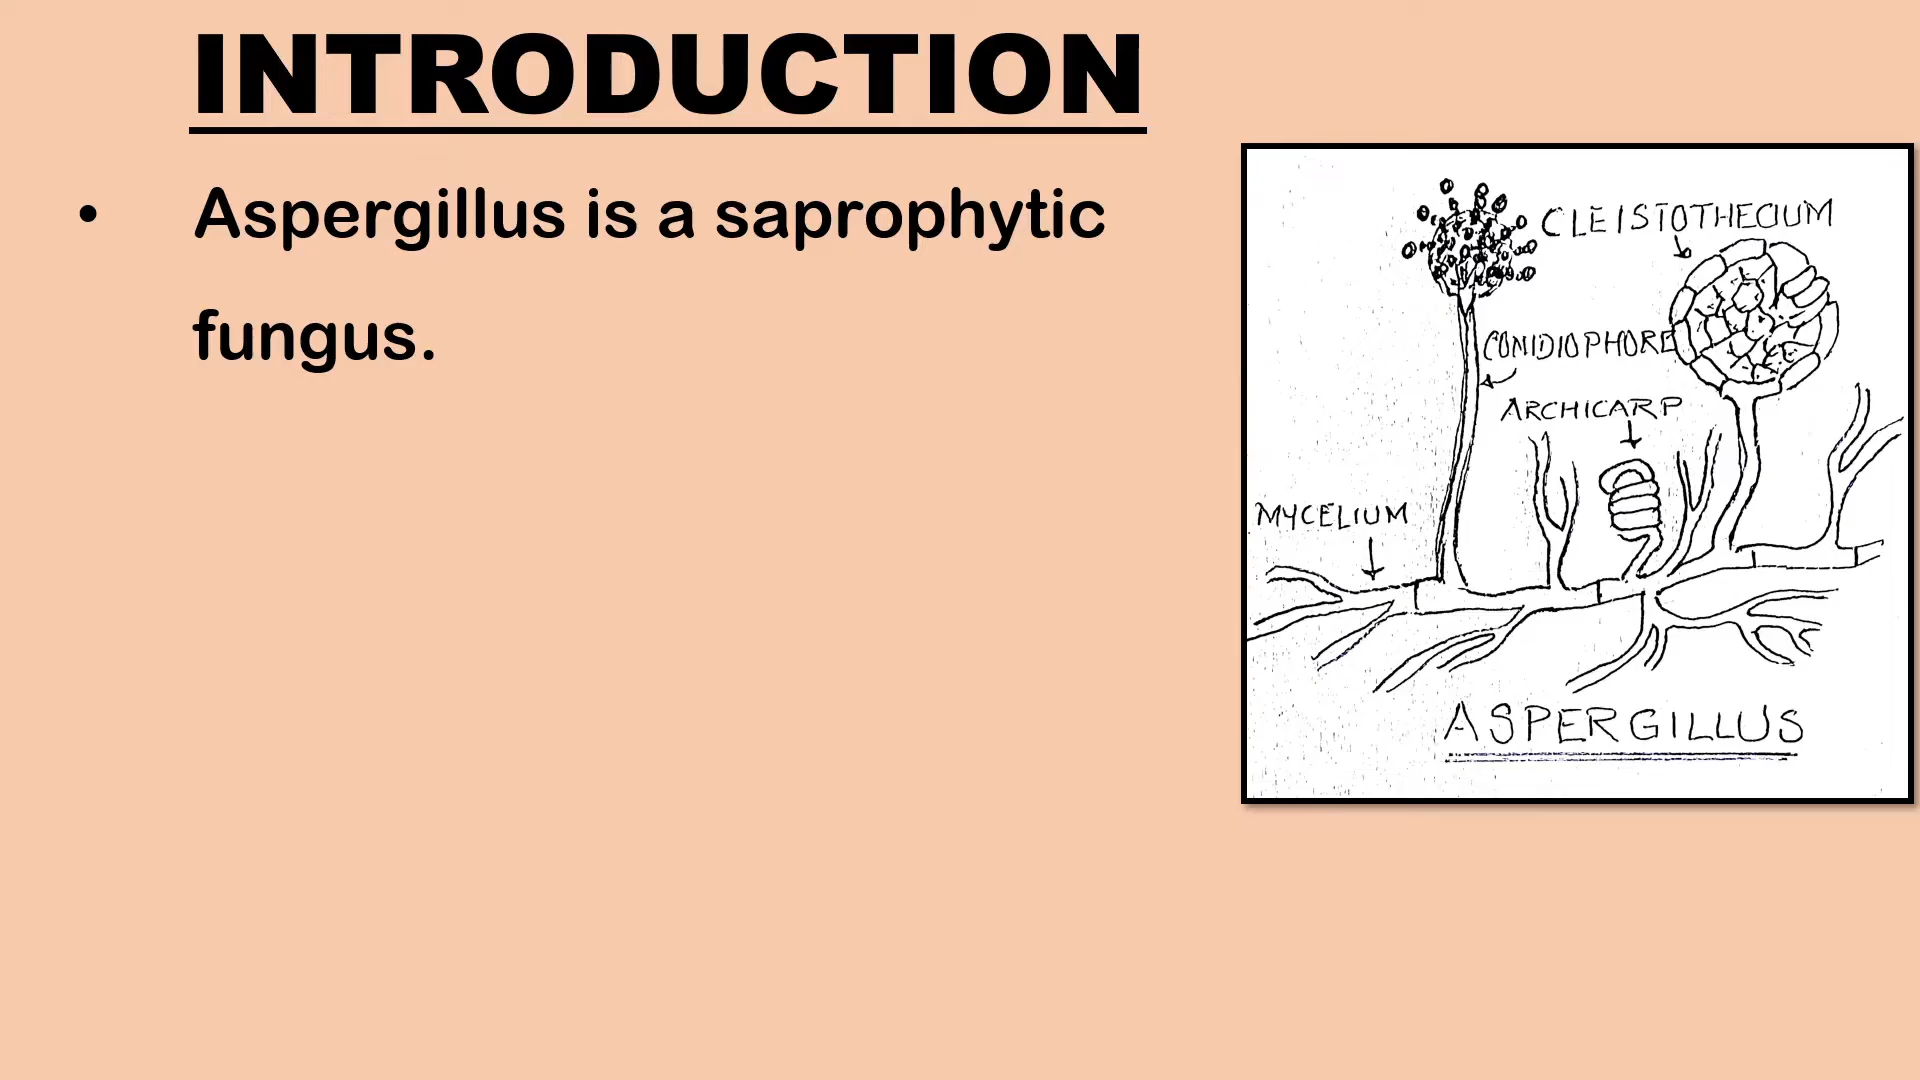 INTRODUCTION
• Aspergillus is a saprophytic
fungus.
CLEISTOTHECIUM
CONIDIOPHORE
ARCHICARP
MYCELIUM
ASPERGILLUS